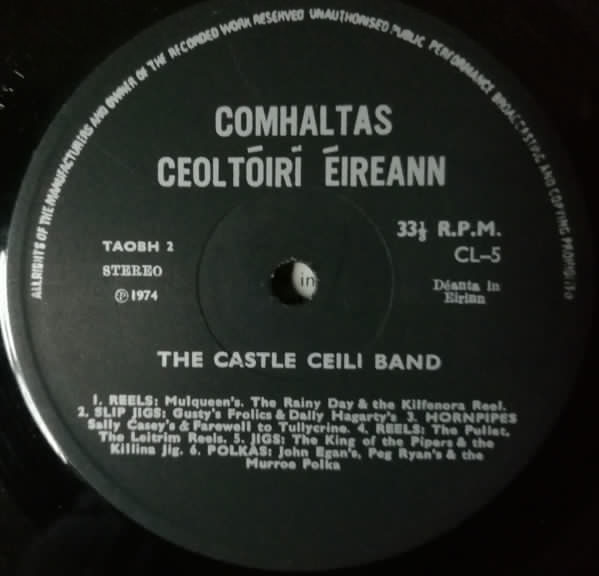 ALL RIGHTS OF THE MANUFACTURING AND OWNER OF THE RECORDED WORK RESERVED UNAUTHORISED PUBLIC PERFORMANCE BROADCASTING AND COPYING PROHIBITED
COMHALTAS
CEOLTÓIRÍ ÉIREANN
TAOBH 2
STEREO
Ⓟ 1974
33⅓ R.P.M.
CL–5
Déanta in
Eirinn
in
THE CASTLE CEILI BAND
1. REELS: Mulqueen's. The Rainy Day & the Kilfenora Reel.
2. SLIP JIGS: Gusty's Frolics & Dally Hagarty's 3. HORNPIPES
Sally Casey's & Farewell to Tullycrine. 4. REELS: The Pullet,
The Leitrim Reels. 5. JIGS: The King of the Pipers & the
Killina Jig. 6. POLKAS: John Egan's, Peg Ryan's & the
Murroe Polka